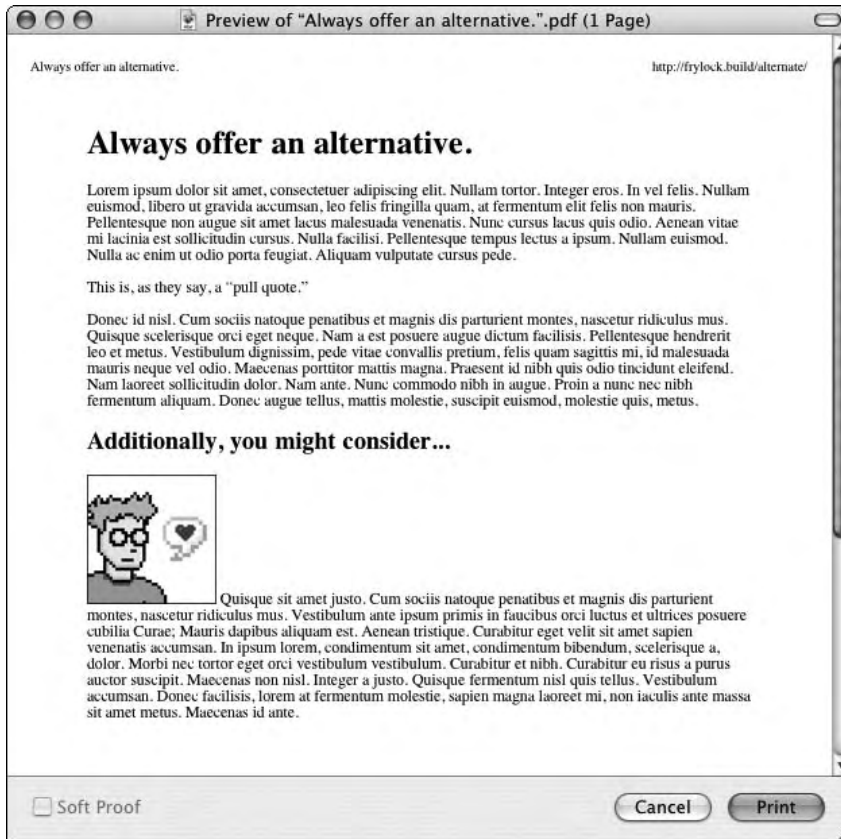 Preview of “Always offer an alternative.”.pdf (1 Page)
Always offer an alternative.
http://frylock.build/alternate/
Always offer an alternative.
Lorem ipsum dolor sit amet, consectetuer adipiscing elit. Nullam tortor. Integer eros. In vel felis. Nullam
euismod, libero ut gravida accumsan, leo felis fringilla quam, at fermentum elit felis non mauris.
Pellentesque non augue sit amet lacus malesuada venenatis. Nunc cursus lacus quis odio. Aenean vitae
mi lacinia est sollicitudin cursus. Nulla facilisi. Pellentesque tempus lectus a ipsum. Nullam euismod.
Nulla ac enim ut odio porta feugiat. Aliquam vulputate cursus pede.
This is, as they say, a “pull quote.”
Donec id nisl. Cum sociis natoque penatibus et magnis dis parturient montes, nascetur ridiculus mus.
Quisque scelerisque orci eget neque. Nam a est posuere augue dictum facilisis. Pellentesque hendrerit
leo et metus. Vestibulum dignissim, pede vitae convallis pretium, felis quam sagittis mi, id malesuada
mauris neque vel odio. Maecenas porttitor mattis magna. Praesent id nibh quis odio tincidunt eleifend.
Nam laoreet sollicitudin dolor. Nam ante. Nunc commodo nibh in augue. Proin a nunc nec nibh
fermentum aliquam. Donec augue tellus, mattis molestie, suscipit euismod, molestie quis, metus.
Additionally, you might consider...
Quisque sit amet justo. Cum sociis natoque penatibus et magnis dis parturient
montes, nascetur ridiculus mus. Vestibulum ante ipsum primis in faucibus orci luctus et ultrices posuere
cubilia Curae; Mauris dapibus aliquam est. Aenean tristique. Curabitur eget velit sit amet sapien
venenatis accumsan. In ipsum lorem, condimentum sit amet, condimentum bibendum, scelerisque a,
dolor. Morbi nec tortor eget orci vestibulum vestibulum. Curabitur et nibh. Curabitur eu risus a purus
auctor suscipit. Maecenas non nisl. Integer a justo. Quisque fermentum nisl quis tellus. Vestibulum
accumsan. Donec facilisis, lorem at fermentum molestie, sapien magna laoreet mi, non iaculis ante massa
sit amet metus. Maecenas id ante.
Soft Proof
Cancel
Print